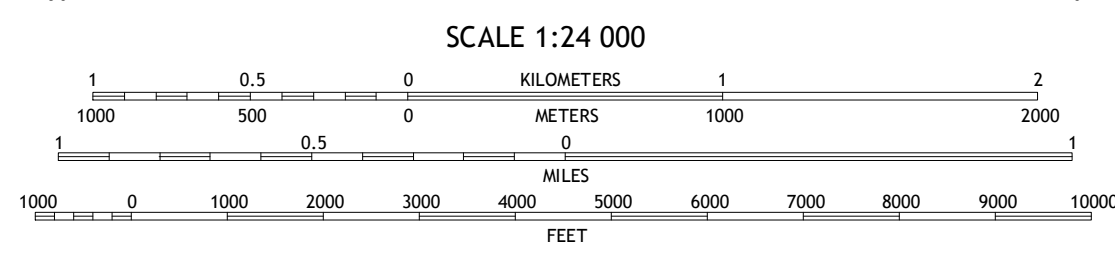 SCALE 1:24 000
1 0.5 0 KILOMETERS 1 2
1000 500 0 METERS 1000 2000
1 0.5 0 1
MILES
1000 0 1000 2000 3000 4000 5000 6000 7000 8000 9000 10000
FEET